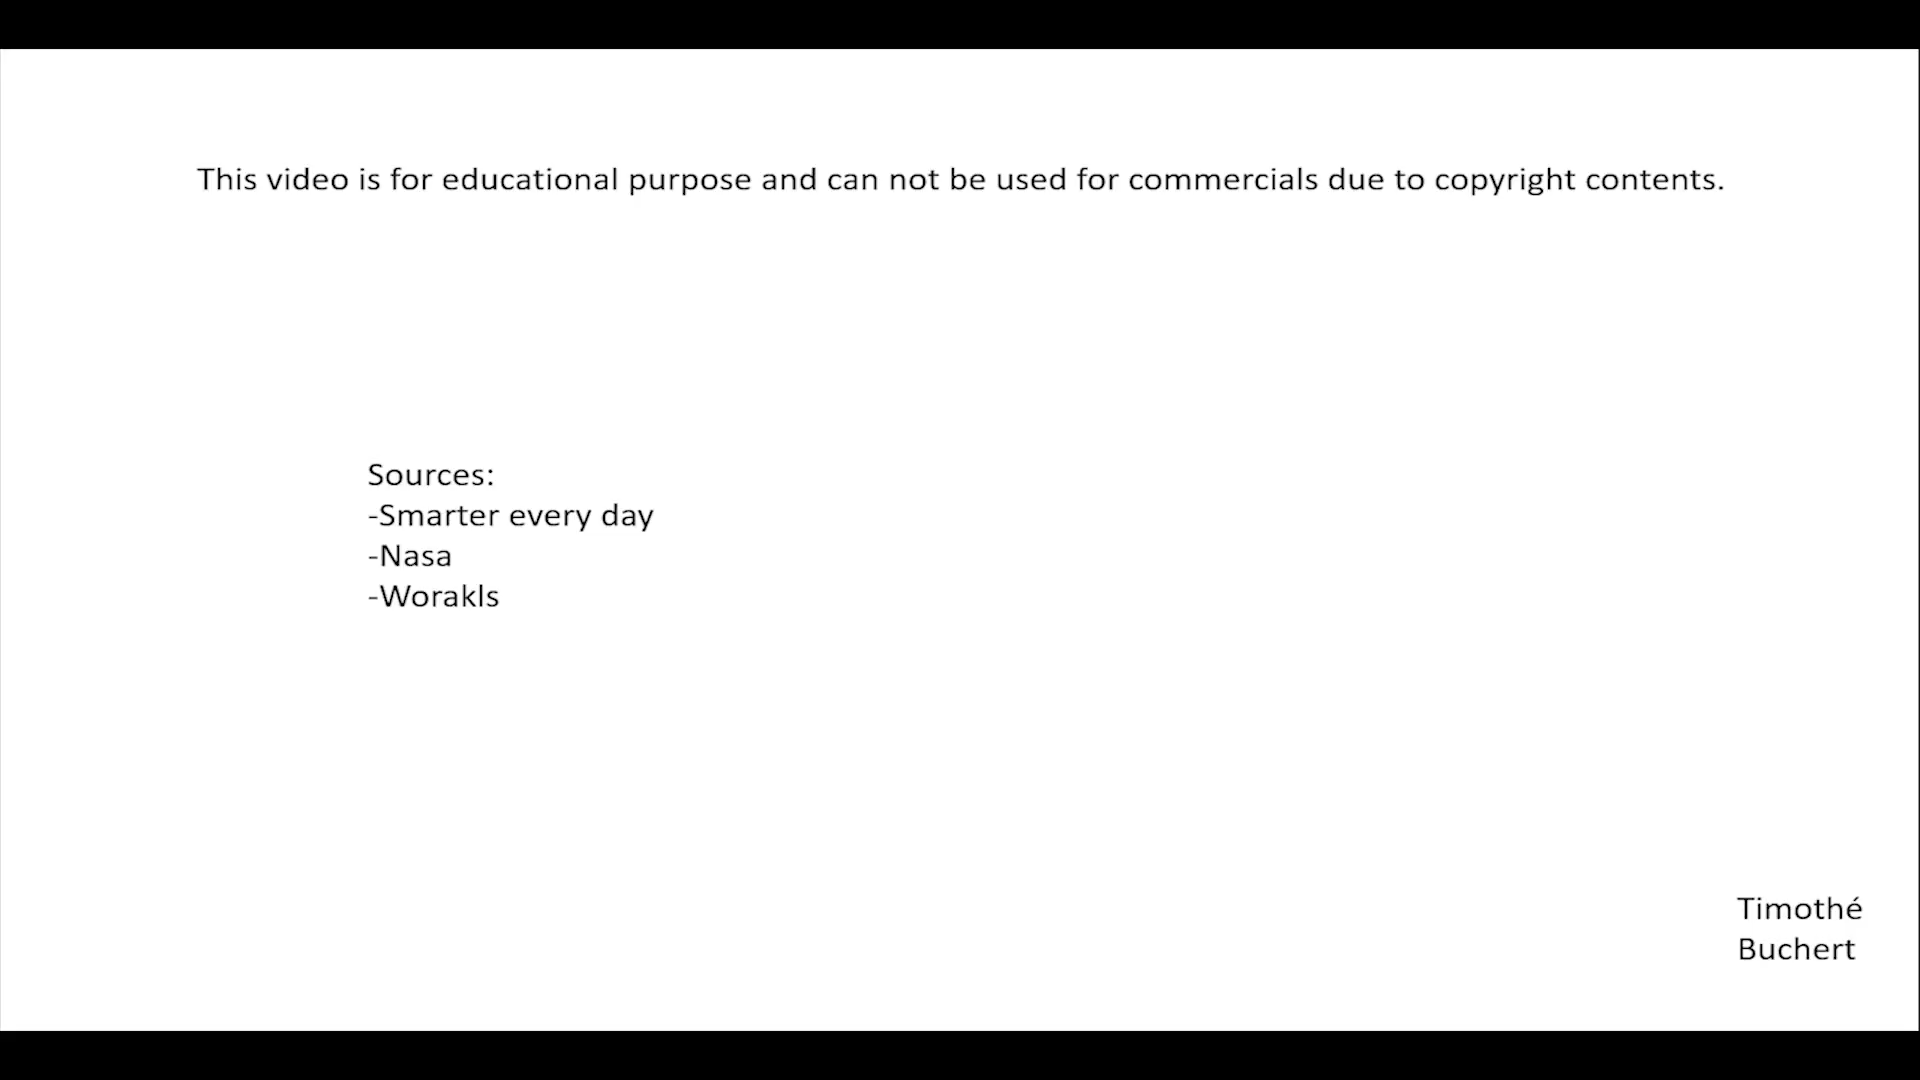 This video is for educational purpose and can not be used for commercials due to copyright contents.
Sources:
-Smarter every day
-Nasa
-Worakls
Timothé
Buchert